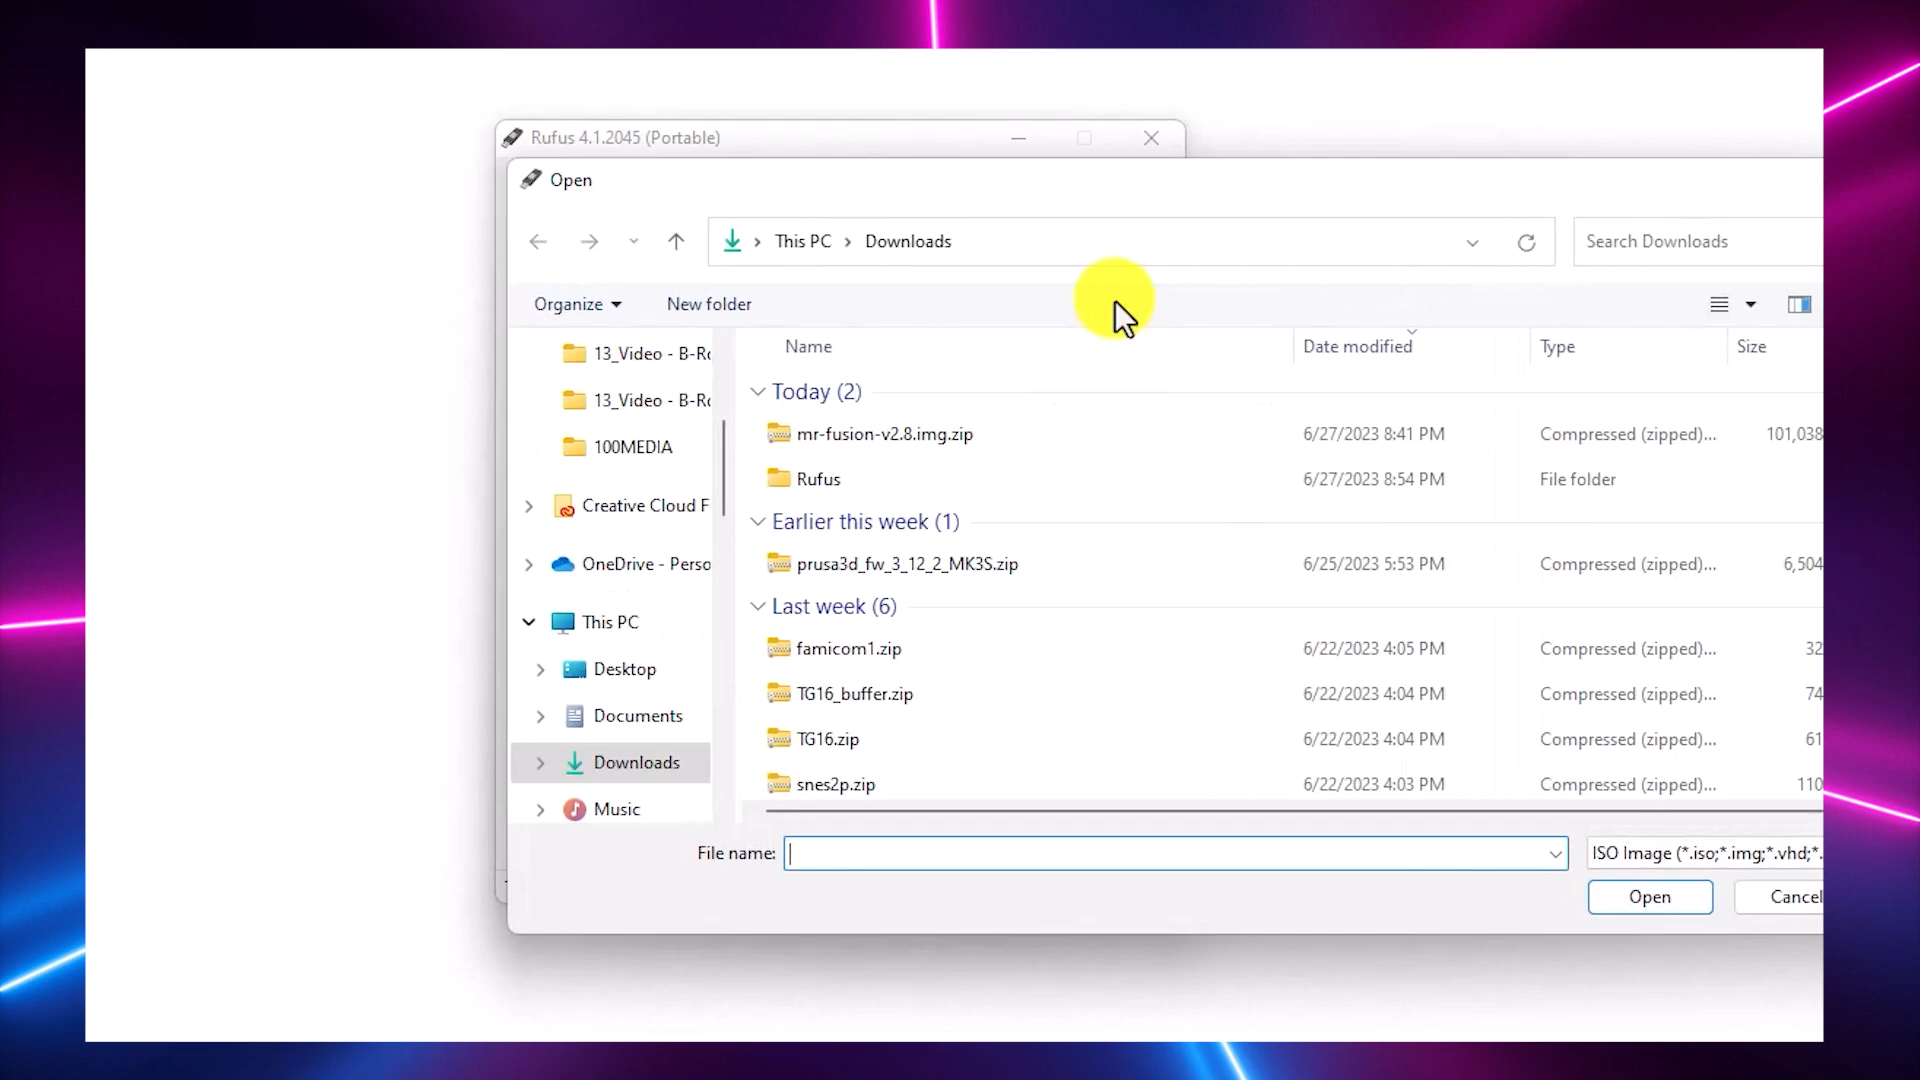 Rufus 4.1.2045 (Portable)
Open
This PC > Downloads
Search Downloads
Organize
New folder
Name
Date modified
Type
Size
13_Video - B-Ro
13_Video - B-Ro
100MEDIA
Creative Cloud F
OneDrive - Perso
This PC
Desktop
Documents
Downloads
Music
Today (2)
mr-fusion-v2.8.img.zip 6/27/2023 8:41 PM Compressed (zipped)... 101,038
Rufus 6/27/2023 8:54 PM File folder
Earlier this week (1)
prusa3d_fw_3_12_2_MK3S.zip 6/25/2023 5:53 PM Compressed (zipped)... 6,504
Last week (6)
famicom1.zip 6/22/2023 4:05 PM Compressed (zipped)... 32
TG16_buffer.zip 6/22/2023 4:04 PM Compressed (zipped)... 74
TG16.zip 6/22/2023 4:04 PM Compressed (zipped)... 61
snes2p.zip 6/22/2023 4:03 PM Compressed (zipped)... 110
File name:
ISO Image (*.iso;*.img;*.vhd;*.
Open
Cancel